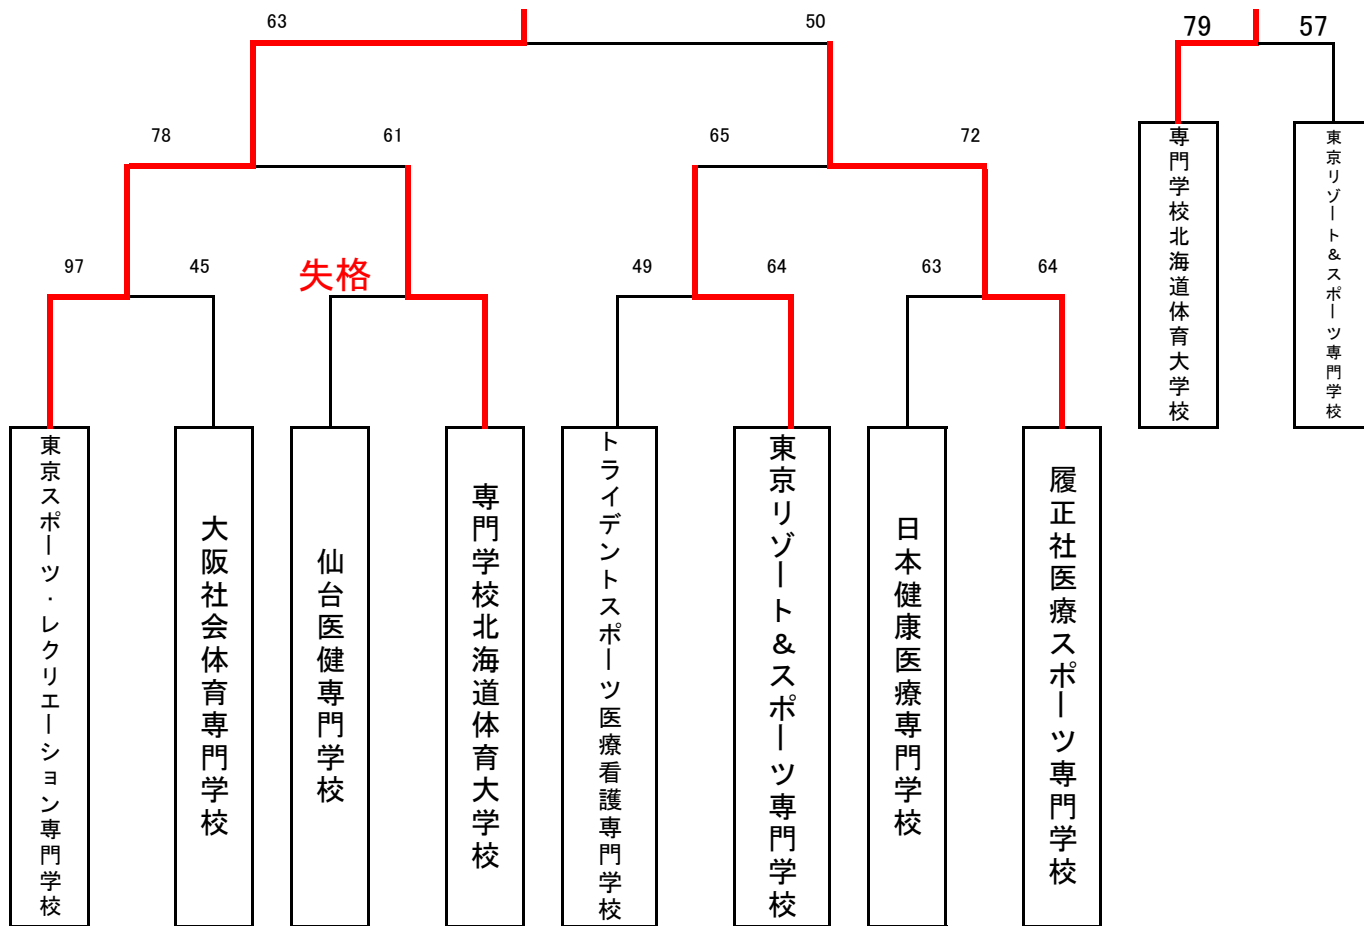 63
50
79
57
78
61
65
72
97
45
失格
49
64
63
64
専門学校北海道体育大学校
東京リゾート&スポーツ専門学校
東京スポーツ・レクリエーション専門学校
大阪社会体育専門学校
仙台医健専門学校
専門学校北海道体育大学校
トライデントスポーツ医療看護専門学校
東京リゾート&スポーツ専門学校
日本健康医療専門学校
履正社医療スポーツ専門学校